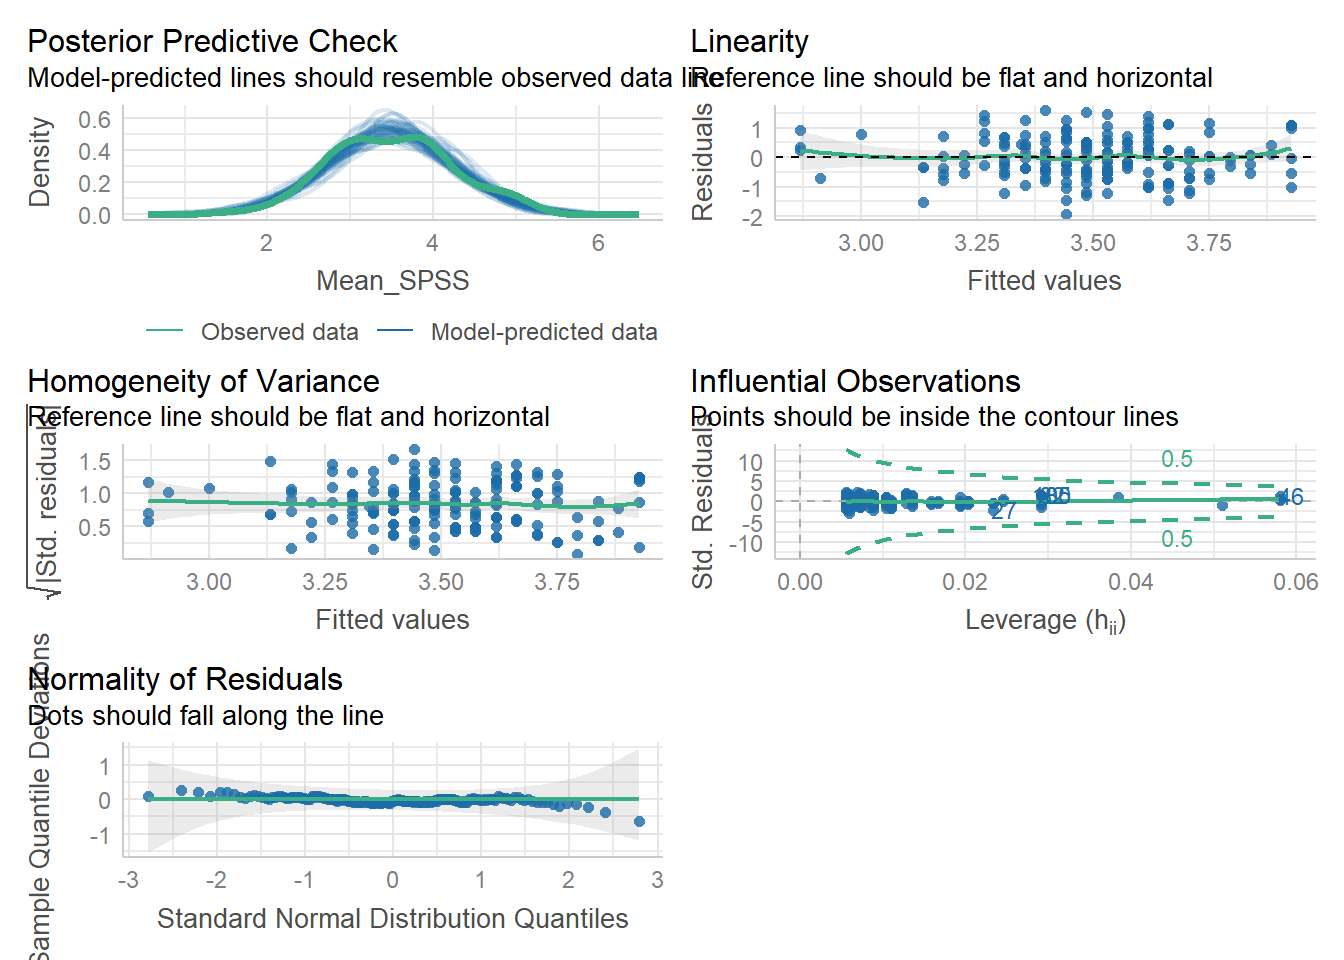 Posterior Predictive Check
Model-predicted lines should resemble observed data line
Density
0.6
0.4
0.2
0.0
2 4 6
Mean_SPSS
Observed data Model-predicted data
Linearity
Reference line should be flat and horizontal
Residuals
1
0
-1
-2
3.00 3.25 3.50 3.75
Fitted values
Homogeneity of Variance
Reference line should be flat and horizontal
√|Std. residuals|
1.5
1.0
0.5
3.00 3.25 3.50 3.75
Fitted values
Influential Observations
Points should be inside the contour lines
Std. Residuals
10
5
0
-5
-10
0.5
0.5
27
46
0.00 0.02 0.04 0.06
Leverage (hii)
Normality of Residuals
Dots should fall along the line
Sample Quantile Deviations
1
0
-1
-3 -2 -1 0 1 2 3
Standard Normal Distribution Quantiles